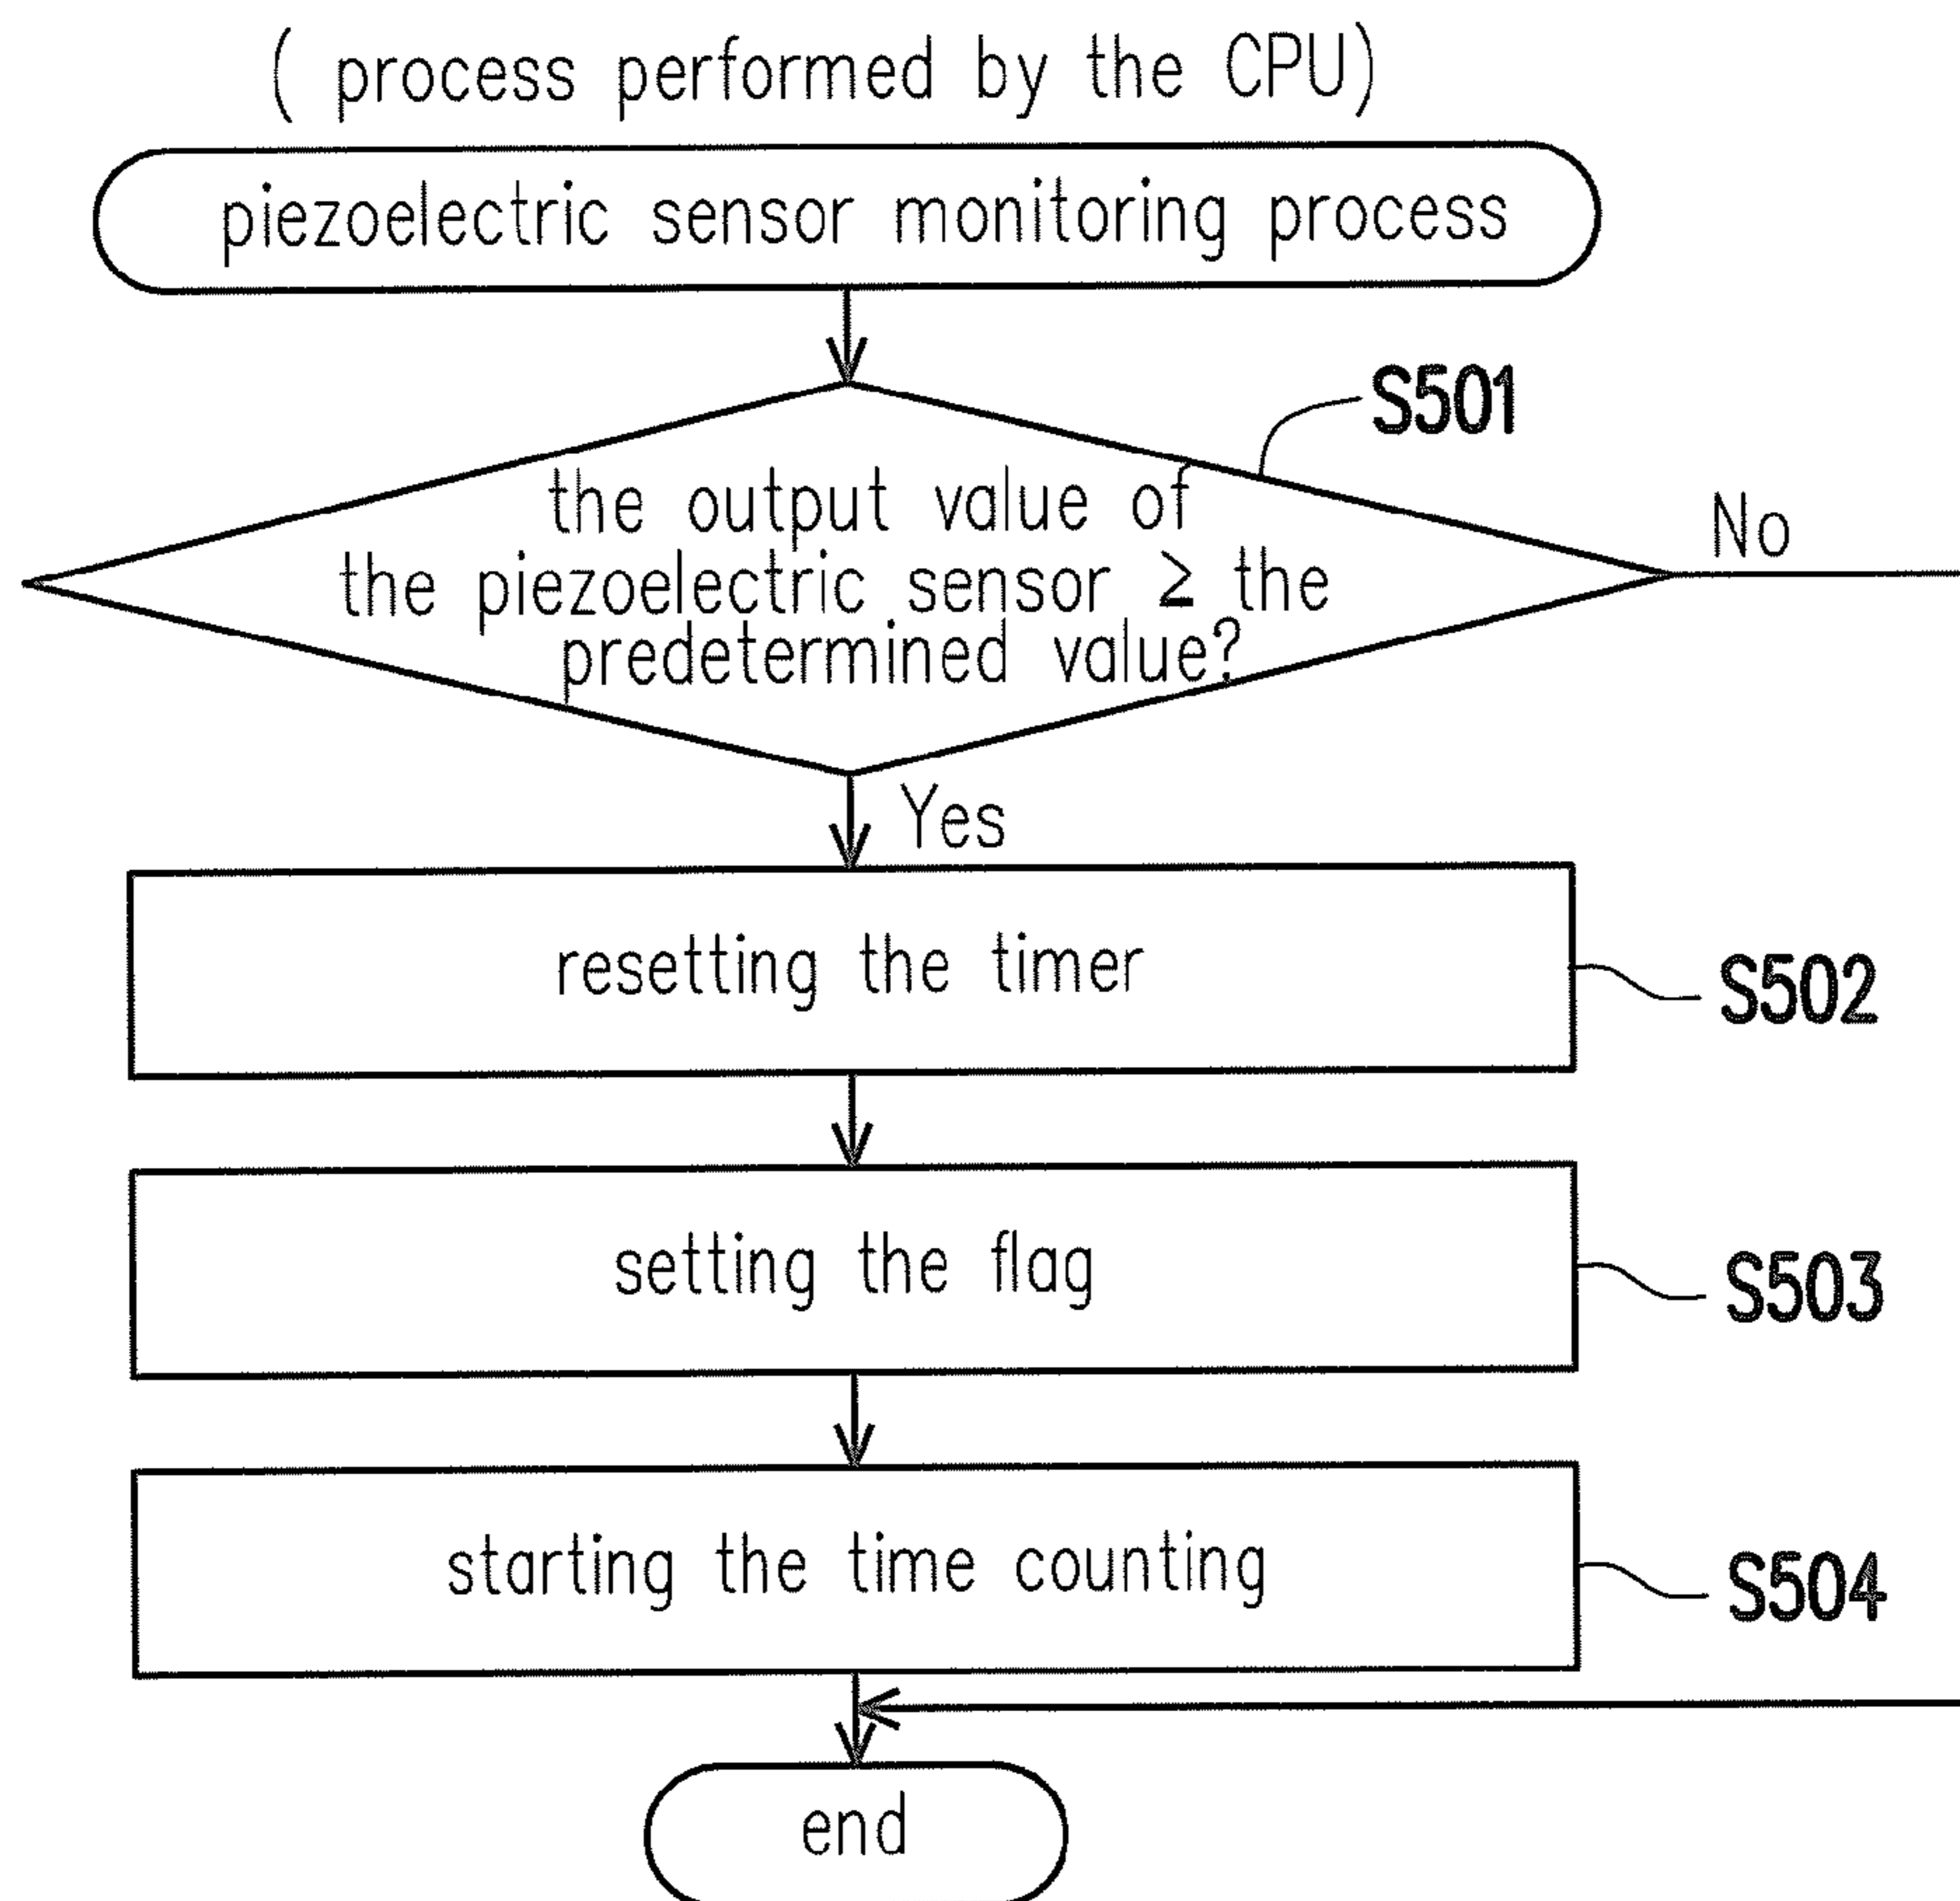 ( process performed by the CPU)
piezoelectric sensor monitoring process
S501
the output value of
the piezoelectric sensor ≥ the
predetermined value?
No
Yes
resetting the timer
S502
setting the flag
S503
starting the time counting
S504
end